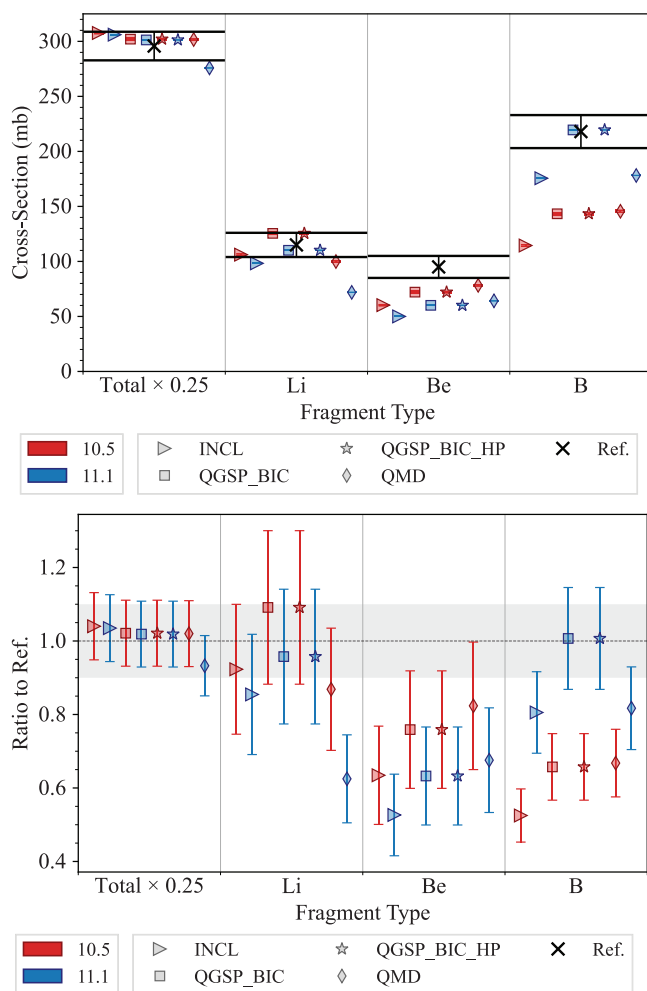 Cross-Section (mb)
300
250
200
150
100
50
0
Total × 0.25 Li Be B
Fragment Type
10.5 INCL QGSP_BIC_HP Ref.
11.1 QGSP_BIC QMD
Ratio to Ref.
1.2
1.0
0.8
0.6
0.4
Total × 0.25 Li Be B
Fragment Type
10.5 INCL QGSP_BIC_HP Ref.
11.1 QGSP_BIC QMD